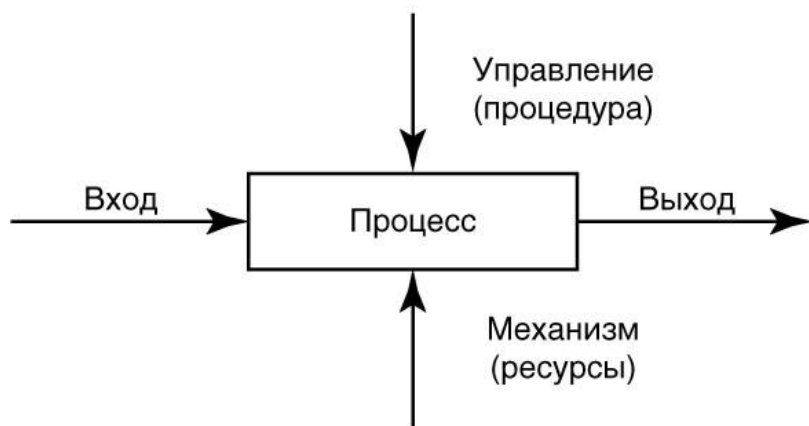 Управление
(процедура)
Вход
Процесс
Выход
Механизм
(ресурсы)